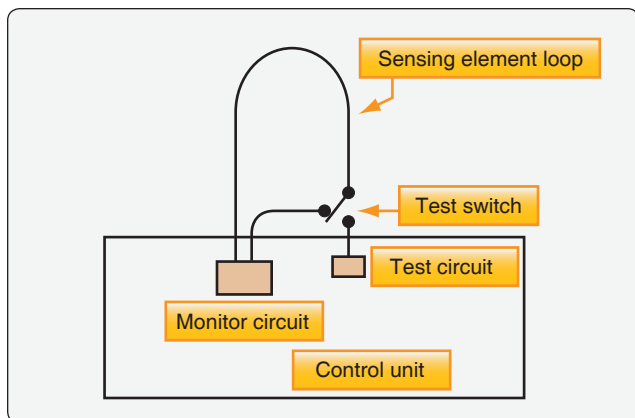 Sensing element loop
Test switch
Test circuit
Monitor circuit
Control unit